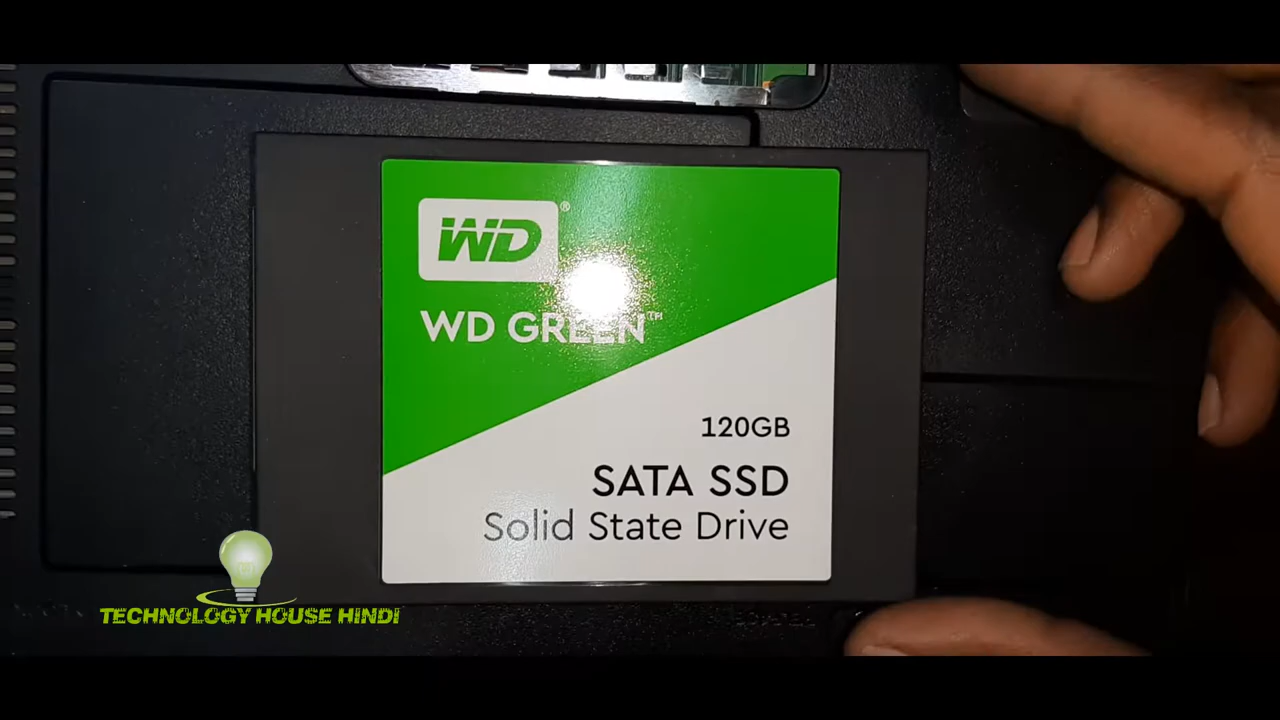 WD®
WD GREEN™
120GB
SATA SSD
Solid State Drive
TECHNOLOGY HOUSE HINDI